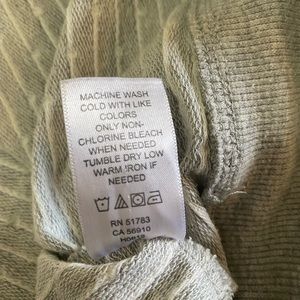 MACHINE WASH
COLD WITH LIKE
COLORS
ONLY NON-
CHLORINE BLEACH
WHEN NEEDED
TUMBLE DRY LOW
WARM IRON IF
NEEDED
RN 51783
CA 56910